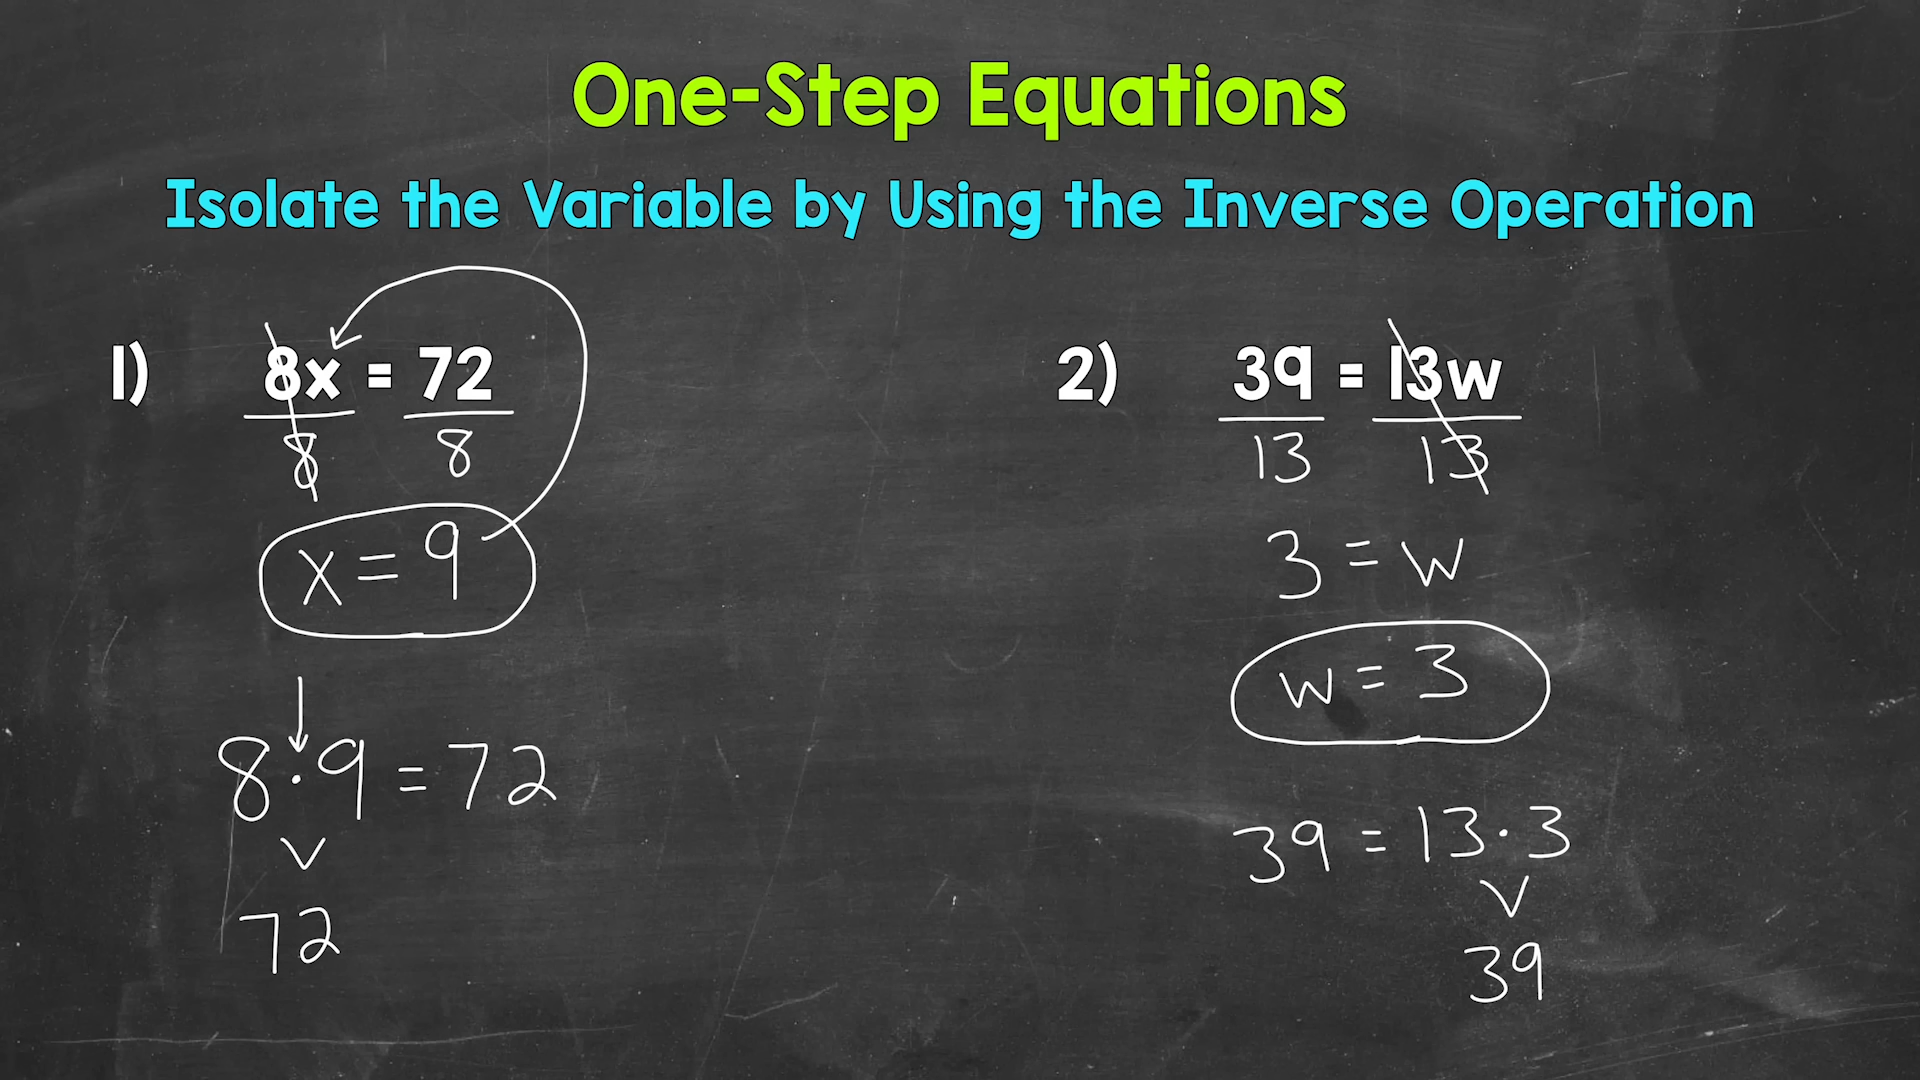 One-Step Equations
Isolate the Variable by Using the Inverse Operation
1) 8x = 72
8 8
x = 9
8·9 = 72
72
2) 39 = 13w
13 13
3 = w
w = 3
39 = 13·3
39